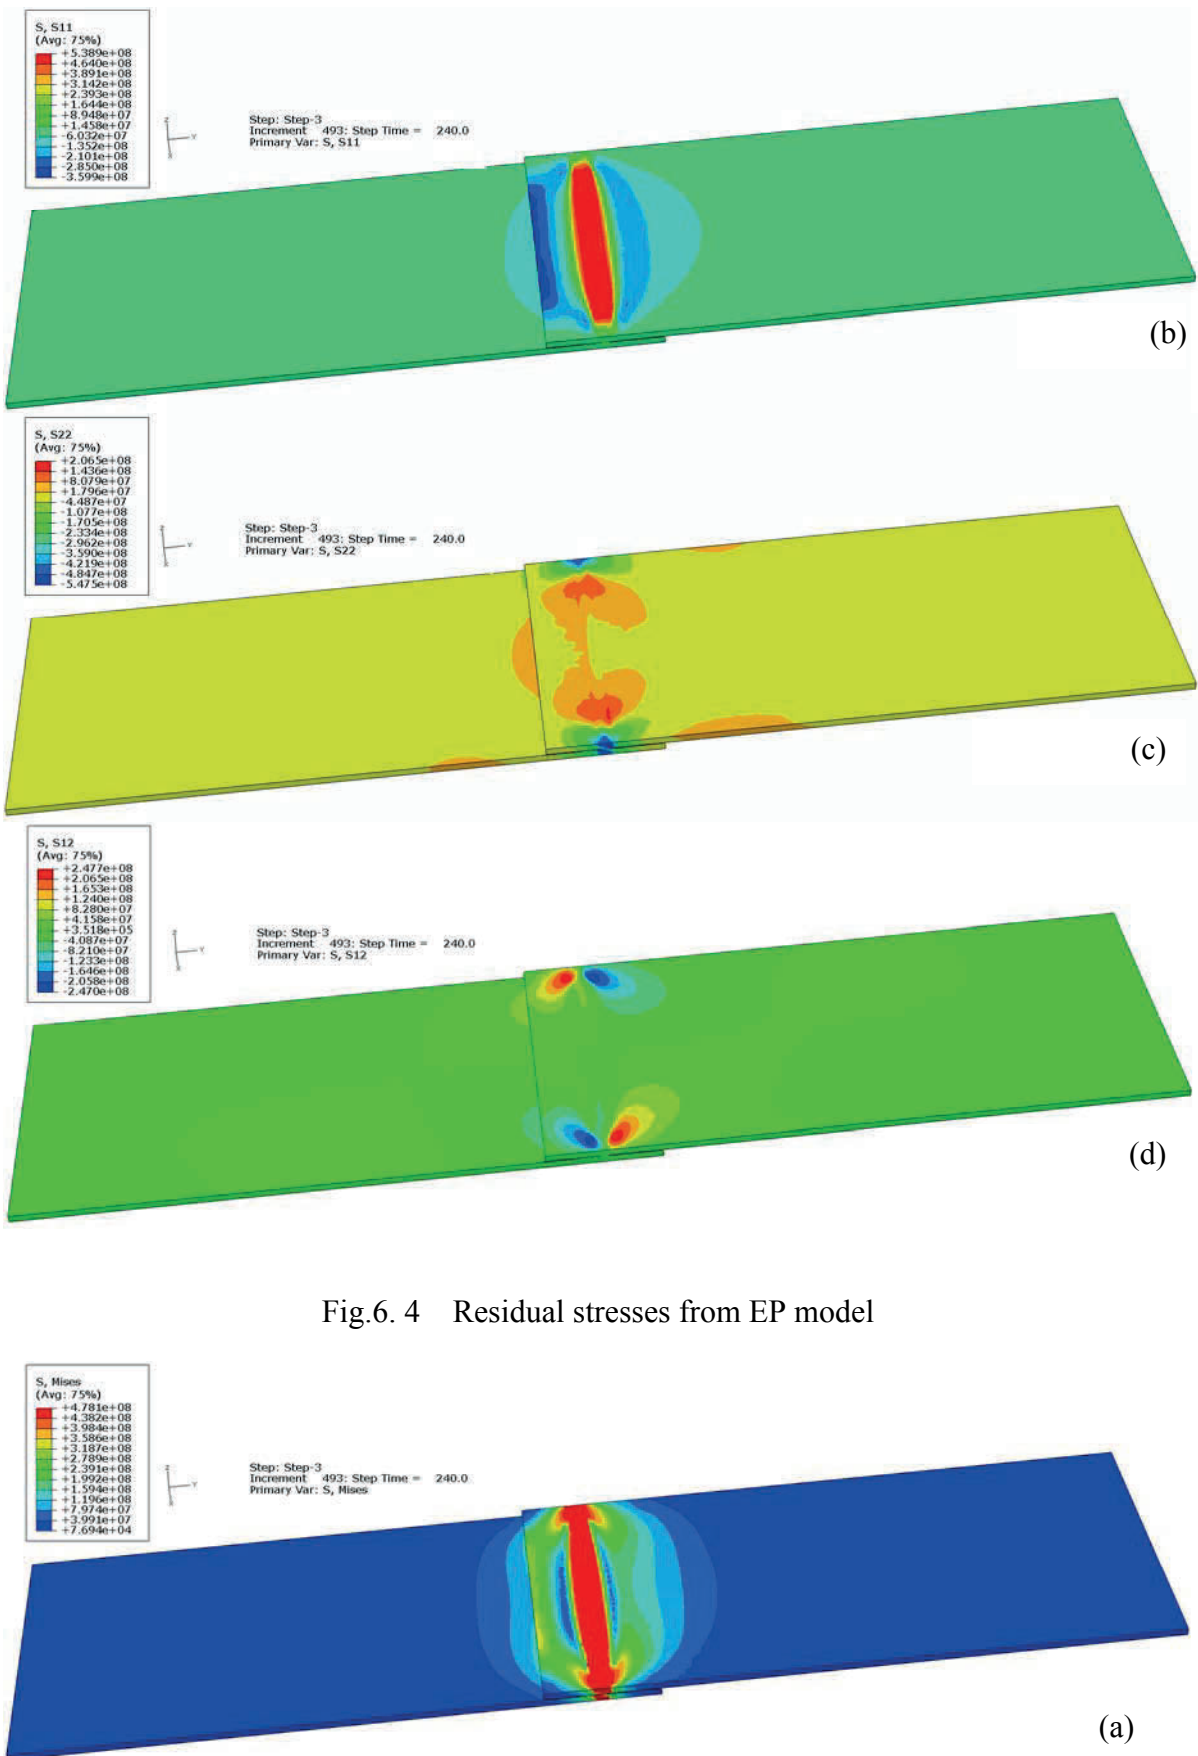 S, S11
(Avg: 75%)
+5.389e+08
+4.640e+08
+3.891e+08
+3.142e+08
+2.393e+08
+1.644e+08
+8.948e+07
+1.458e+07
-6.032e+07
-1.352e+08
-2.101e+08
-2.850e+08
-3.599e+08
Z
Y
X
Step: Step-3
Increment 493: Step Time = 240.0
Primary Var: S, S11
(b)
S, S22
(Avg: 75%)
+2.065e+08
+1.436e+08
+8.079e+07
+1.796e+07
-4.487e+07
-1.077e+08
-1.705e+08
-2.334e+08
-2.962e+08
-3.590e+08
-4.219e+08
-4.847e+08
-5.475e+08
Z
Y
X
Step: Step-3
Increment 493: Step Time = 240.0
Primary Var: S, S22
(c)
S, S12
(Avg: 75%)
+2.477e+08
+2.065e+08
+1.653e+08
+1.240e+08
+8.280e+07
+4.158e+07
+3.518e+05
-4.087e+07
-8.210e+07
-1.233e+08
-1.646e+08
-2.058e+08
-2.470e+08
Z
Y
X
Step: Step-3
Increment 493: Step Time = 240.0
Primary Var: S, S12
(d)
Fig.6. 4 Residual stresses from EP model
S, Mises
(Avg: 75%)
+4.781e+08
+4.382e+08
+3.984e+08
+3.586e+08
+3.187e+08
+2.789e+08
+2.391e+08
+1.992e+08
+1.594e+08
+1.196e+08
+7.974e+07
+3.991e+07
+7.694e+04
Z
Y
X
Step: Step-3
Increment 493: Step Time = 240.0
Primary Var: S, Mises
(a)